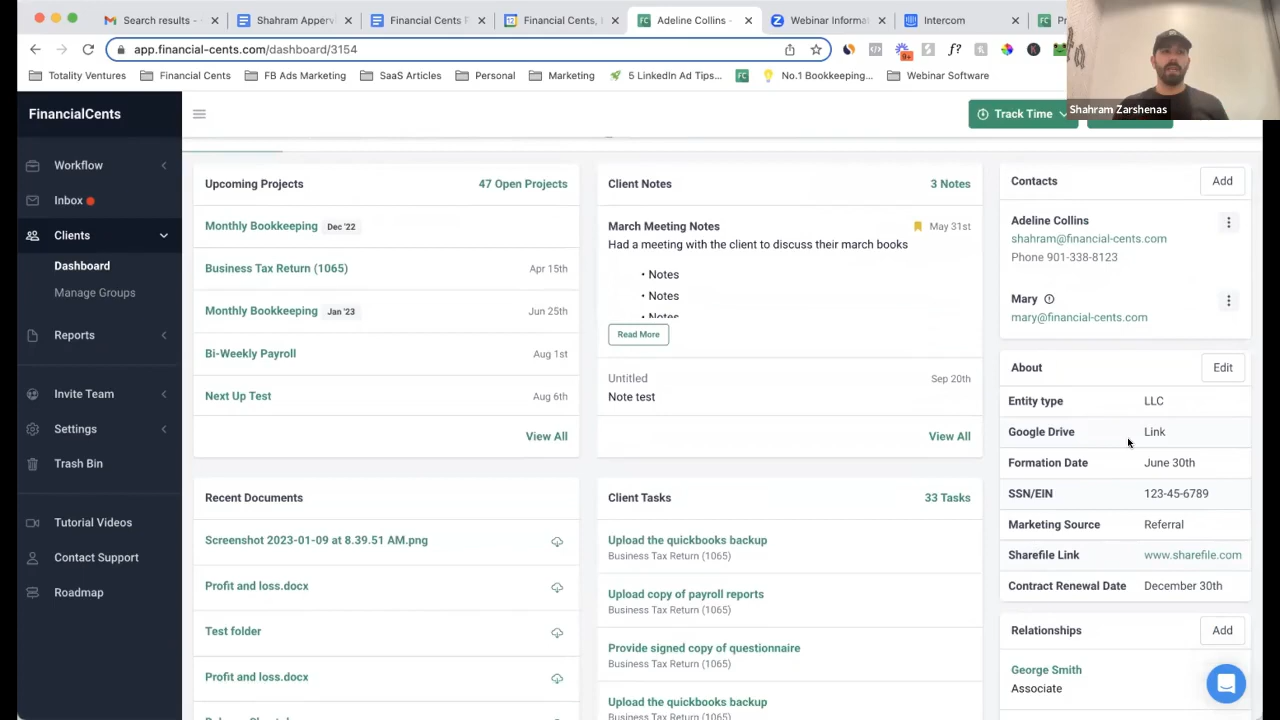 Search results -
Shahram Apperv
Financial Cents F
Financial Cents,
Adeline Collins -
Webinar Informa
Intercom
app.financial-cents.com/dashboard/3154
f?
9+
Totality Ventures
Financial Cents
FB Ads Marketing
SaaS Articles
Personal
Marketing
5 LinkedIn Ad Tips...
FC
No.1 Bookkeeping...
Webinar Software
Shahram Zarshenas
FinancialCents
Track Time
Workflow
Inbox
Clients
Dashboard
Manage Groups
Reports
Invite Team
Settings
Trash Bin
Tutorial Videos
Contact Support
Roadmap
Upcoming Projects
47 Open Projects
Monthly Bookkeeping Dec '22
Business Tax Return (1065) Apr 15th
Monthly Bookkeeping Jan '23 Jun 25th
Bi-Weekly Payroll Aug 1st
Next Up Test Aug 6th
View All
Recent Documents
Screenshot 2023-01-09 at 8.39.51 AM.png
Profit and loss.docx
Test folder
Profit and loss.docx
Client Notes
3 Notes
March Meeting Notes May 31st
Had a meeting with the client to discuss their march books
• Notes
• Notes
• Notes
Read More
Untitled Sep 20th
Note test
View All
Client Tasks
33 Tasks
Upload the quickbooks backup
Business Tax Return (1065)
Upload copy of payroll reports
Business Tax Return (1065)
Provide signed copy of questionnaire
Business Tax Return (1065)
Upload the quickbooks backup
Business Tax Return (1065)
Contacts
Add
Adeline Collins
shahram@financial-cents.com
Phone 901-338-8123
Mary
mary@financial-cents.com
About
Edit
Entity type LLC
Google Drive Link
Formation Date June 30th
SSN/EIN 123-45-6789
Marketing Source Referral
Sharefile Link www.sharefile.com
Contract Renewal Date December 30th
Relationships
Add
George Smith
Associate